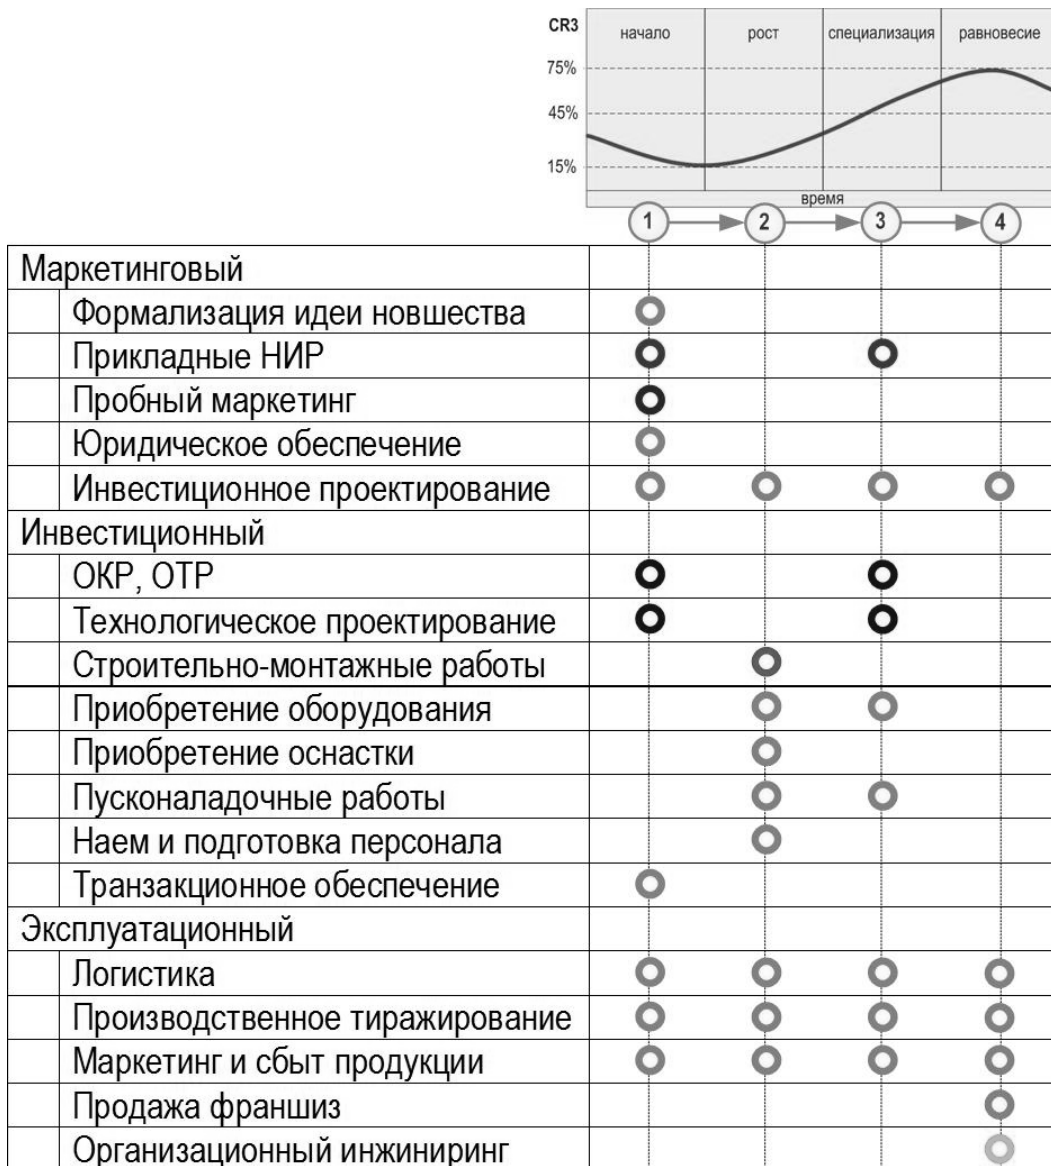 CR3
начало рост специализация равновесие
75%
45%
15%
время
1 2 3 4
Маркетинговый
Формализация идеи новшества
Прикладные НИР
Пробный маркетинг
Юридическое обеспечение
Инвестиционное проектирование
Инвестиционный
ОКР, ОТР
Технологическое проектирование
Строительно-монтажные работы
Приобретение оборудования
Приобретение оснастки
Пусконаладочные работы
Наем и подготовка персонала
Транзакционное обеспечение
Эксплуатационный
Логистика
Производственное тиражирование
Маркетинг и сбыт продукции
Продажа франшиз
Организационный инжиниринг